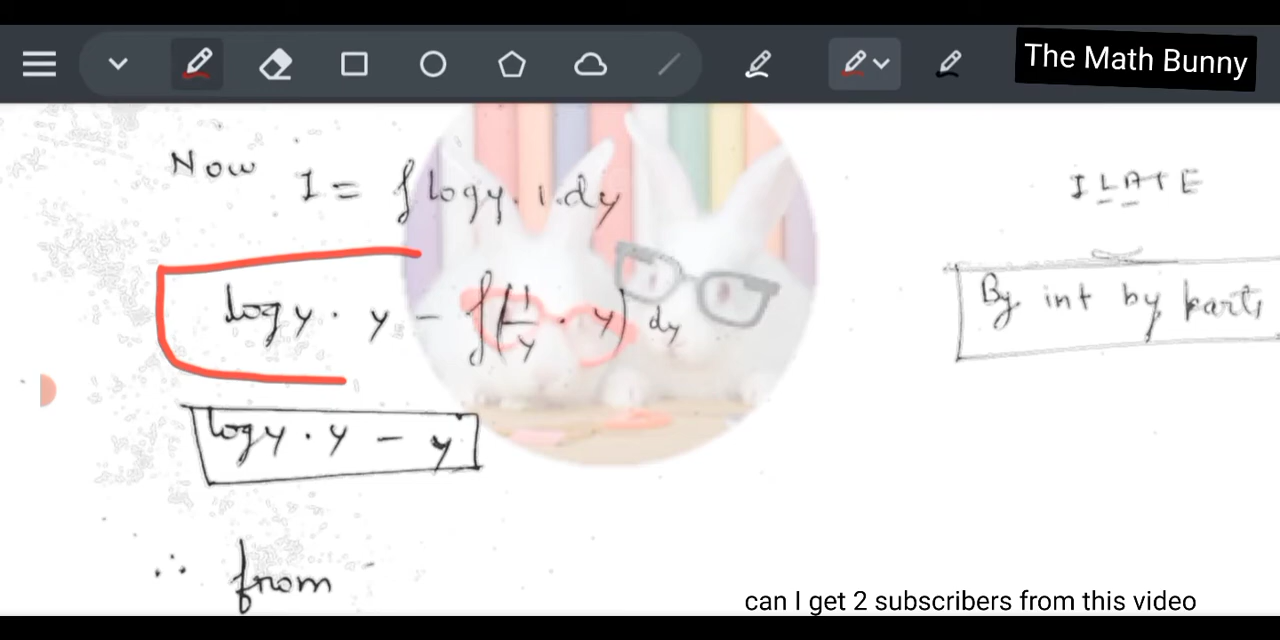 The Math Bunny
Now I = ∫ log y . 1 . dy
ILATE
log y . y - ∫(1/y . y) dy
By int by parts
log y . y - y
∴ from
can I get 2 subscribers from this video